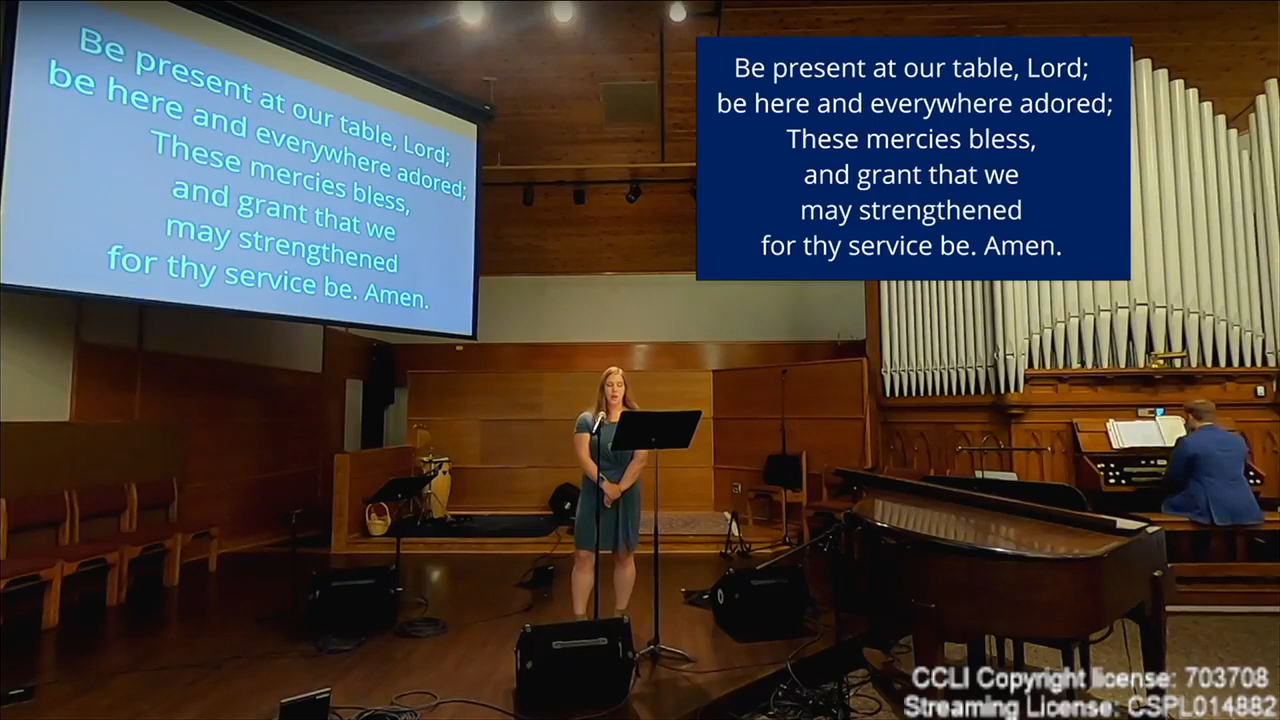 Be present at our table, Lord;
be here and everywhere adored;
These mercies bless,
and grant that we
may strengthened
for thy service be. Amen.
Be present at our table, Lord;
be here and everywhere adored;
These mercies bless,
and grant that we
may strengthened
for thy service be. Amen.
CCLI Copyright license: 703708
Streaming License: CSPL014882